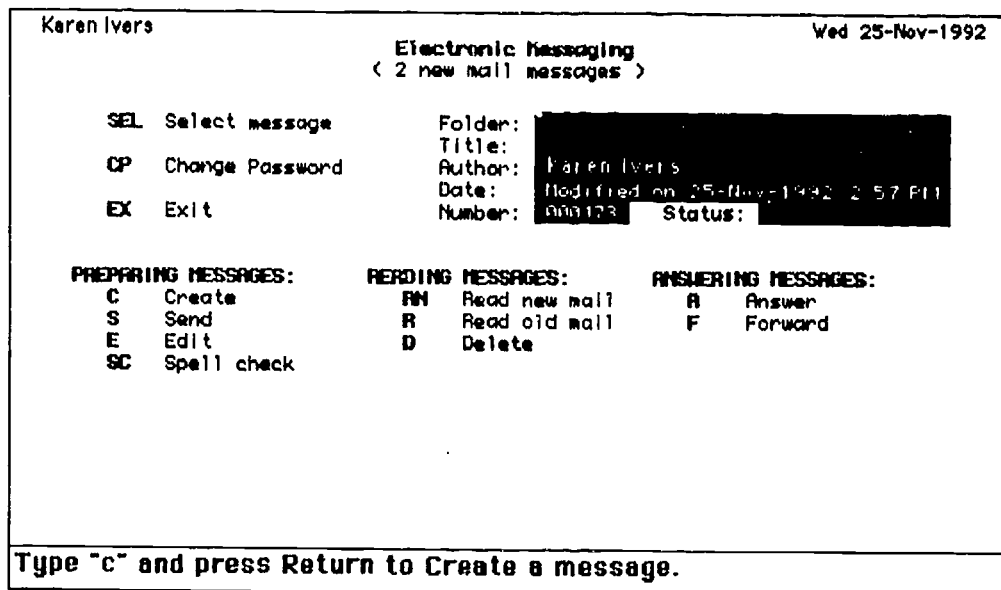 Karen Ivers
Wed 25-Nov-1992
Electronic Messaging
( 2 new mail messages )
SEL Select message
CP Change Password
EX Exit
Folder:
Title:
Author: Karen Ivers
Date: Modified on 25-Nov-1992 2:57 PM
Number: 000173 Status:
PREPARING MESSAGES:
C Create
S Send
E Edit
SC Spell check
READING MESSAGES:
RN Read new mail
R Read old mail
D Delete
ANSWERING MESSAGES:
A Answer
F Forward
Type "c" and press Return to Create a message.